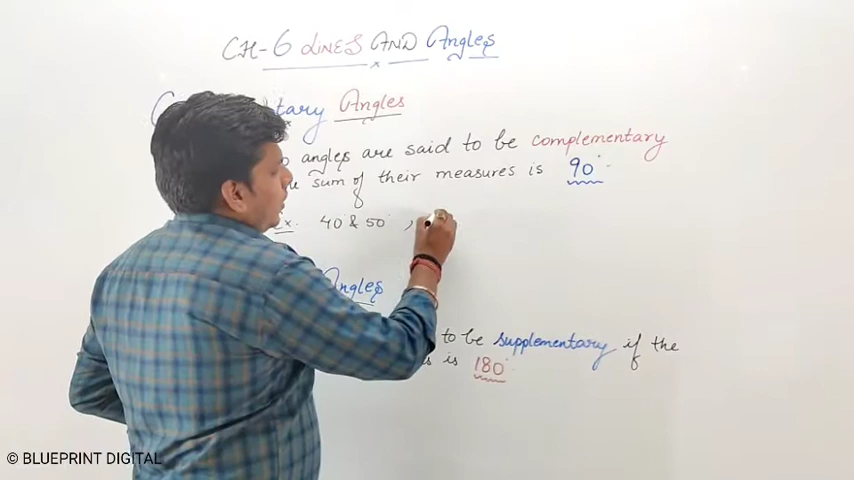 CH-6 LINES AND Angles
Angles
angles are said to be complementary
sum of their measures is 90°
Ex. 40° & 50° ,
Angles
to be supplementary if the
is 180°
© BLUEPRINT DIGITAL